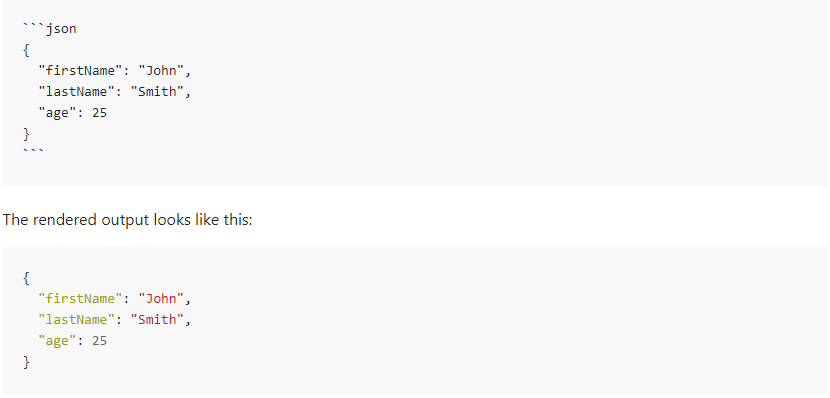 ```json
{
  "firstName": "John",
  "lastName": "Smith",
  "age": 25
}
```
The rendered output looks like this:
{
  "firstName": "John",
  "lastName": "Smith",
  "age": 25
}